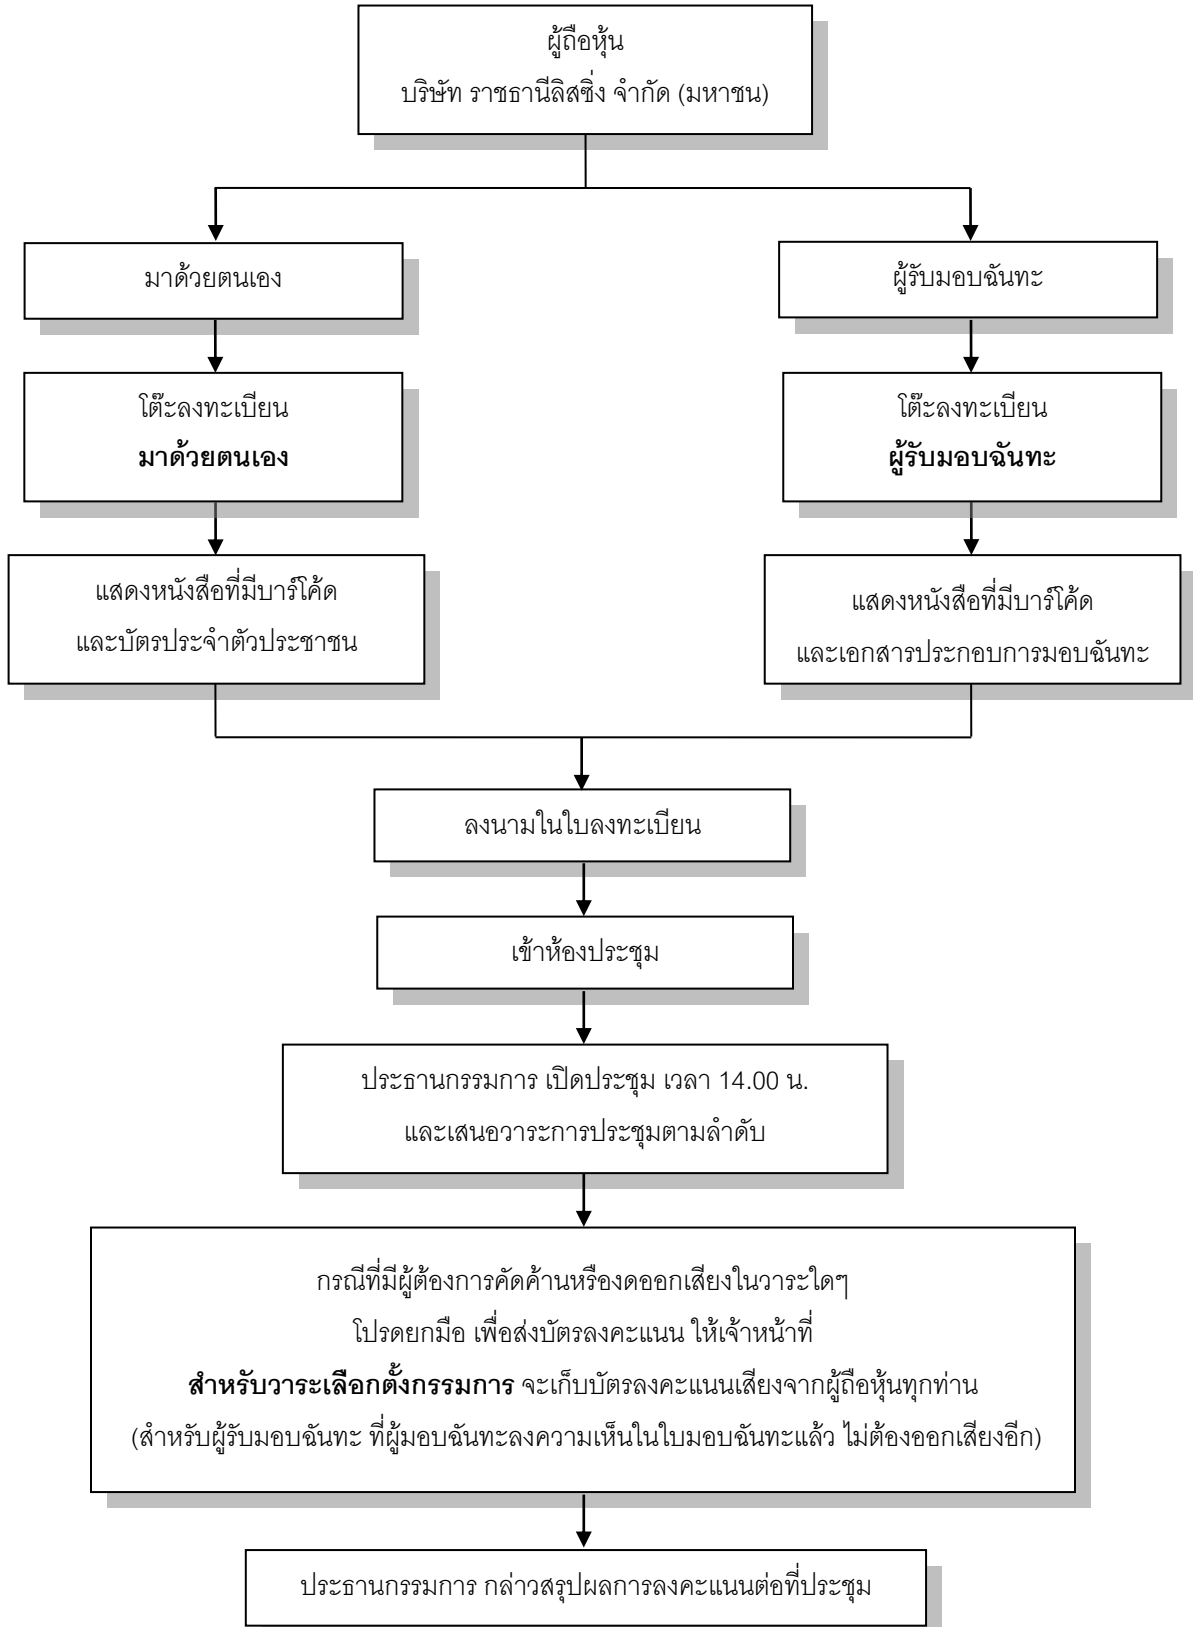 ผู้ถือหุ้น
บริษัท ราชธานีลิสซิ่ง จำกัด (มหาชน)
มาด้วยตนเอง
ผู้รับมอบฉันทะ
โต๊ะลงทะเบียน
มาด้วยตนเอง
โต๊ะลงทะเบียน
ผู้รับมอบฉันทะ
แสดงหนังสือที่มีบาร์โค้ด
และบัตรประจำตัวประชาชน
แสดงหนังสือที่มีบาร์โค้ด
และเอกสารประกอบการมอบฉันทะ
ลงนามในใบลงทะเบียน
เข้าห้องประชุม
ประธานกรรมการ เปิดประชุม เวลา 14.00 น.
และเสนอวาระการประชุมตามลำดับ
กรณีที่มีผู้ต้องการคัดค้านหรืองดออกเสียงในวาระใดๆ
โปรดยกมือ เพื่อส่งบัตรลงคะแนน ให้เจ้าหน้าที่
สำหรับวาระเลือกตั้งกรรมการ จะเก็บบัตรลงคะแนนเสียงจากผู้ถือหุ้นทุกท่าน
(สำหรับผู้รับมอบฉันทะ ที่ผู้มอบฉันทะลงความเห็นในใบมอบฉันทะแล้ว ไม่ต้องออกเสียงอีก)
ประธานกรรมการ กล่าวสรุปผลการลงคะแนนต่อที่ประชุม